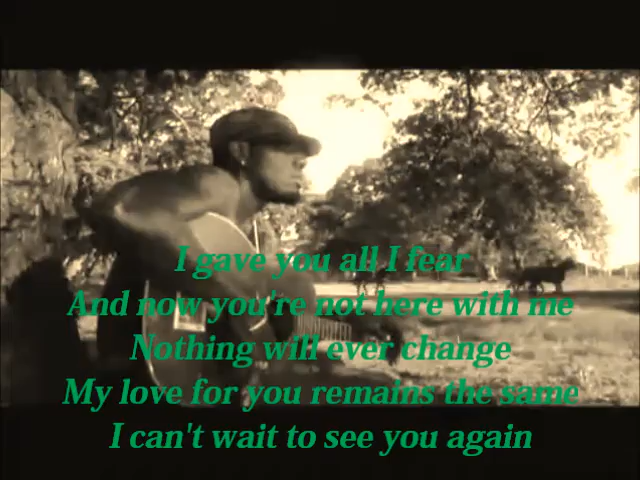 I gave you all I fear
And now you're not here with me
Nothing will ever change
My love for you remains the same
I can't wait to see you again